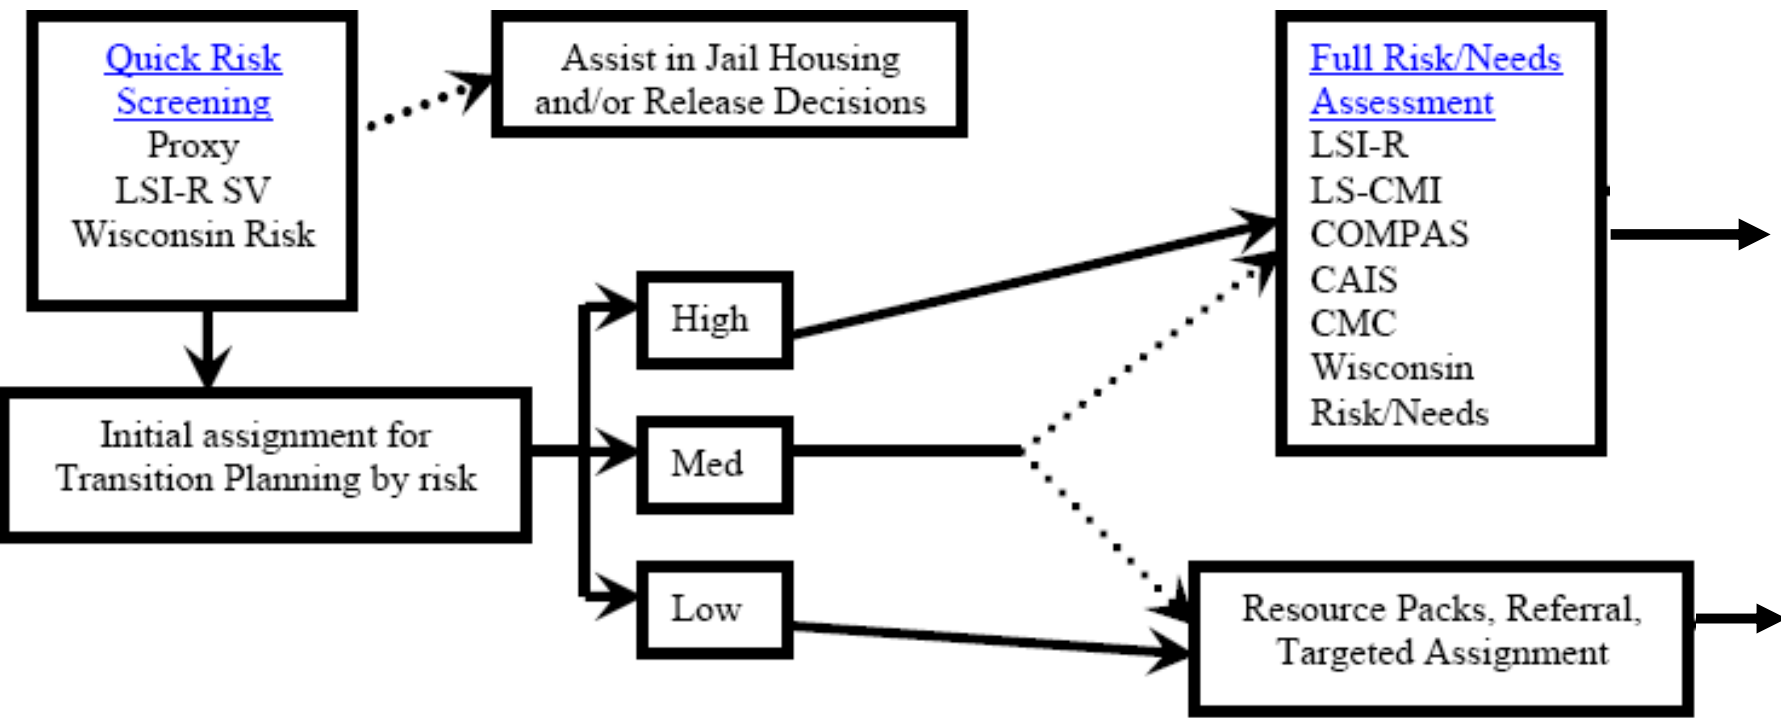 Quick Risk
Screening
Proxy
LSI-R SV
Wisconsin Risk
Assist in Jail Housing
and/or Release Decisions
Full Risk/Needs
Assessment
LSI-R
LS-CMI
COMPAS
CAIS
CMC
Wisconsin
Risk/Needs
Initial assignment for
Transition Planning by risk
High
Med
Low
Resource Packs, Referral,
Targeted Assignment